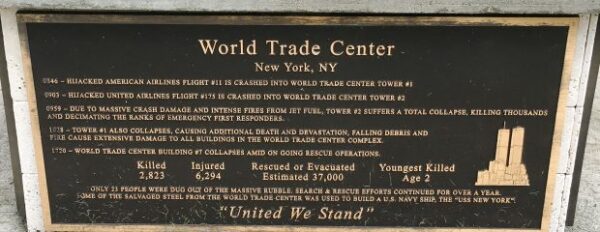 World Trade Center
New York, NY
0846 – HIJACKED AMERICAN AIRLINES FLIGHT #11 IS CRASHED INTO WORLD TRADE CENTER TOWER #1
0903 – HIJACKED UNITED AIRLINES FLIGHT #175 IS CRASHED INTO WORLD TRADE CENTER TOWER #2
0959 – DUE TO MASSIVE CRASH DAMAGE AND INTENSE FIRES FROM JET FUEL, TOWER #2 SUFFERS A TOTAL COLLAPSE, KILLING THOUSANDS
AND DECIMATING THE RANKS OF EMERGENCY FIRST RESPONDERS.
1028 – TOWER #1 ALSO COLLAPSES, CAUSING ADDITIONAL DEATH AND DEVASTATION, FALLING DEBRIS AND
FIRE CAUSE EXTENSIVE DAMAGE TO ALL BUILDINGS IN THE WORLD TRADE CENTER COMPLEX.
1720 – WORLD TRADE CENTER BUILDING #7 COLLAPSES AMID ON GOING RESCUE OPERATIONS.
Killed Injured Rescued or Evacuated Youngest Killed
2,823 6,294 Estimated 37,000 Age 2
ONLY 23 PEOPLE WERE DUG OUT OF THE MASSIVE RUBBLE. SEARCH & RESCUE EFFORTS CONTINUED FOR OVER A YEAR.
SOME OF THE SALVAGED STEEL FROM THE WORLD TRADE CENTER WAS USED TO BUILD A U.S. NAVY SHIP, THE "USS NEW YORK".
"United We Stand"